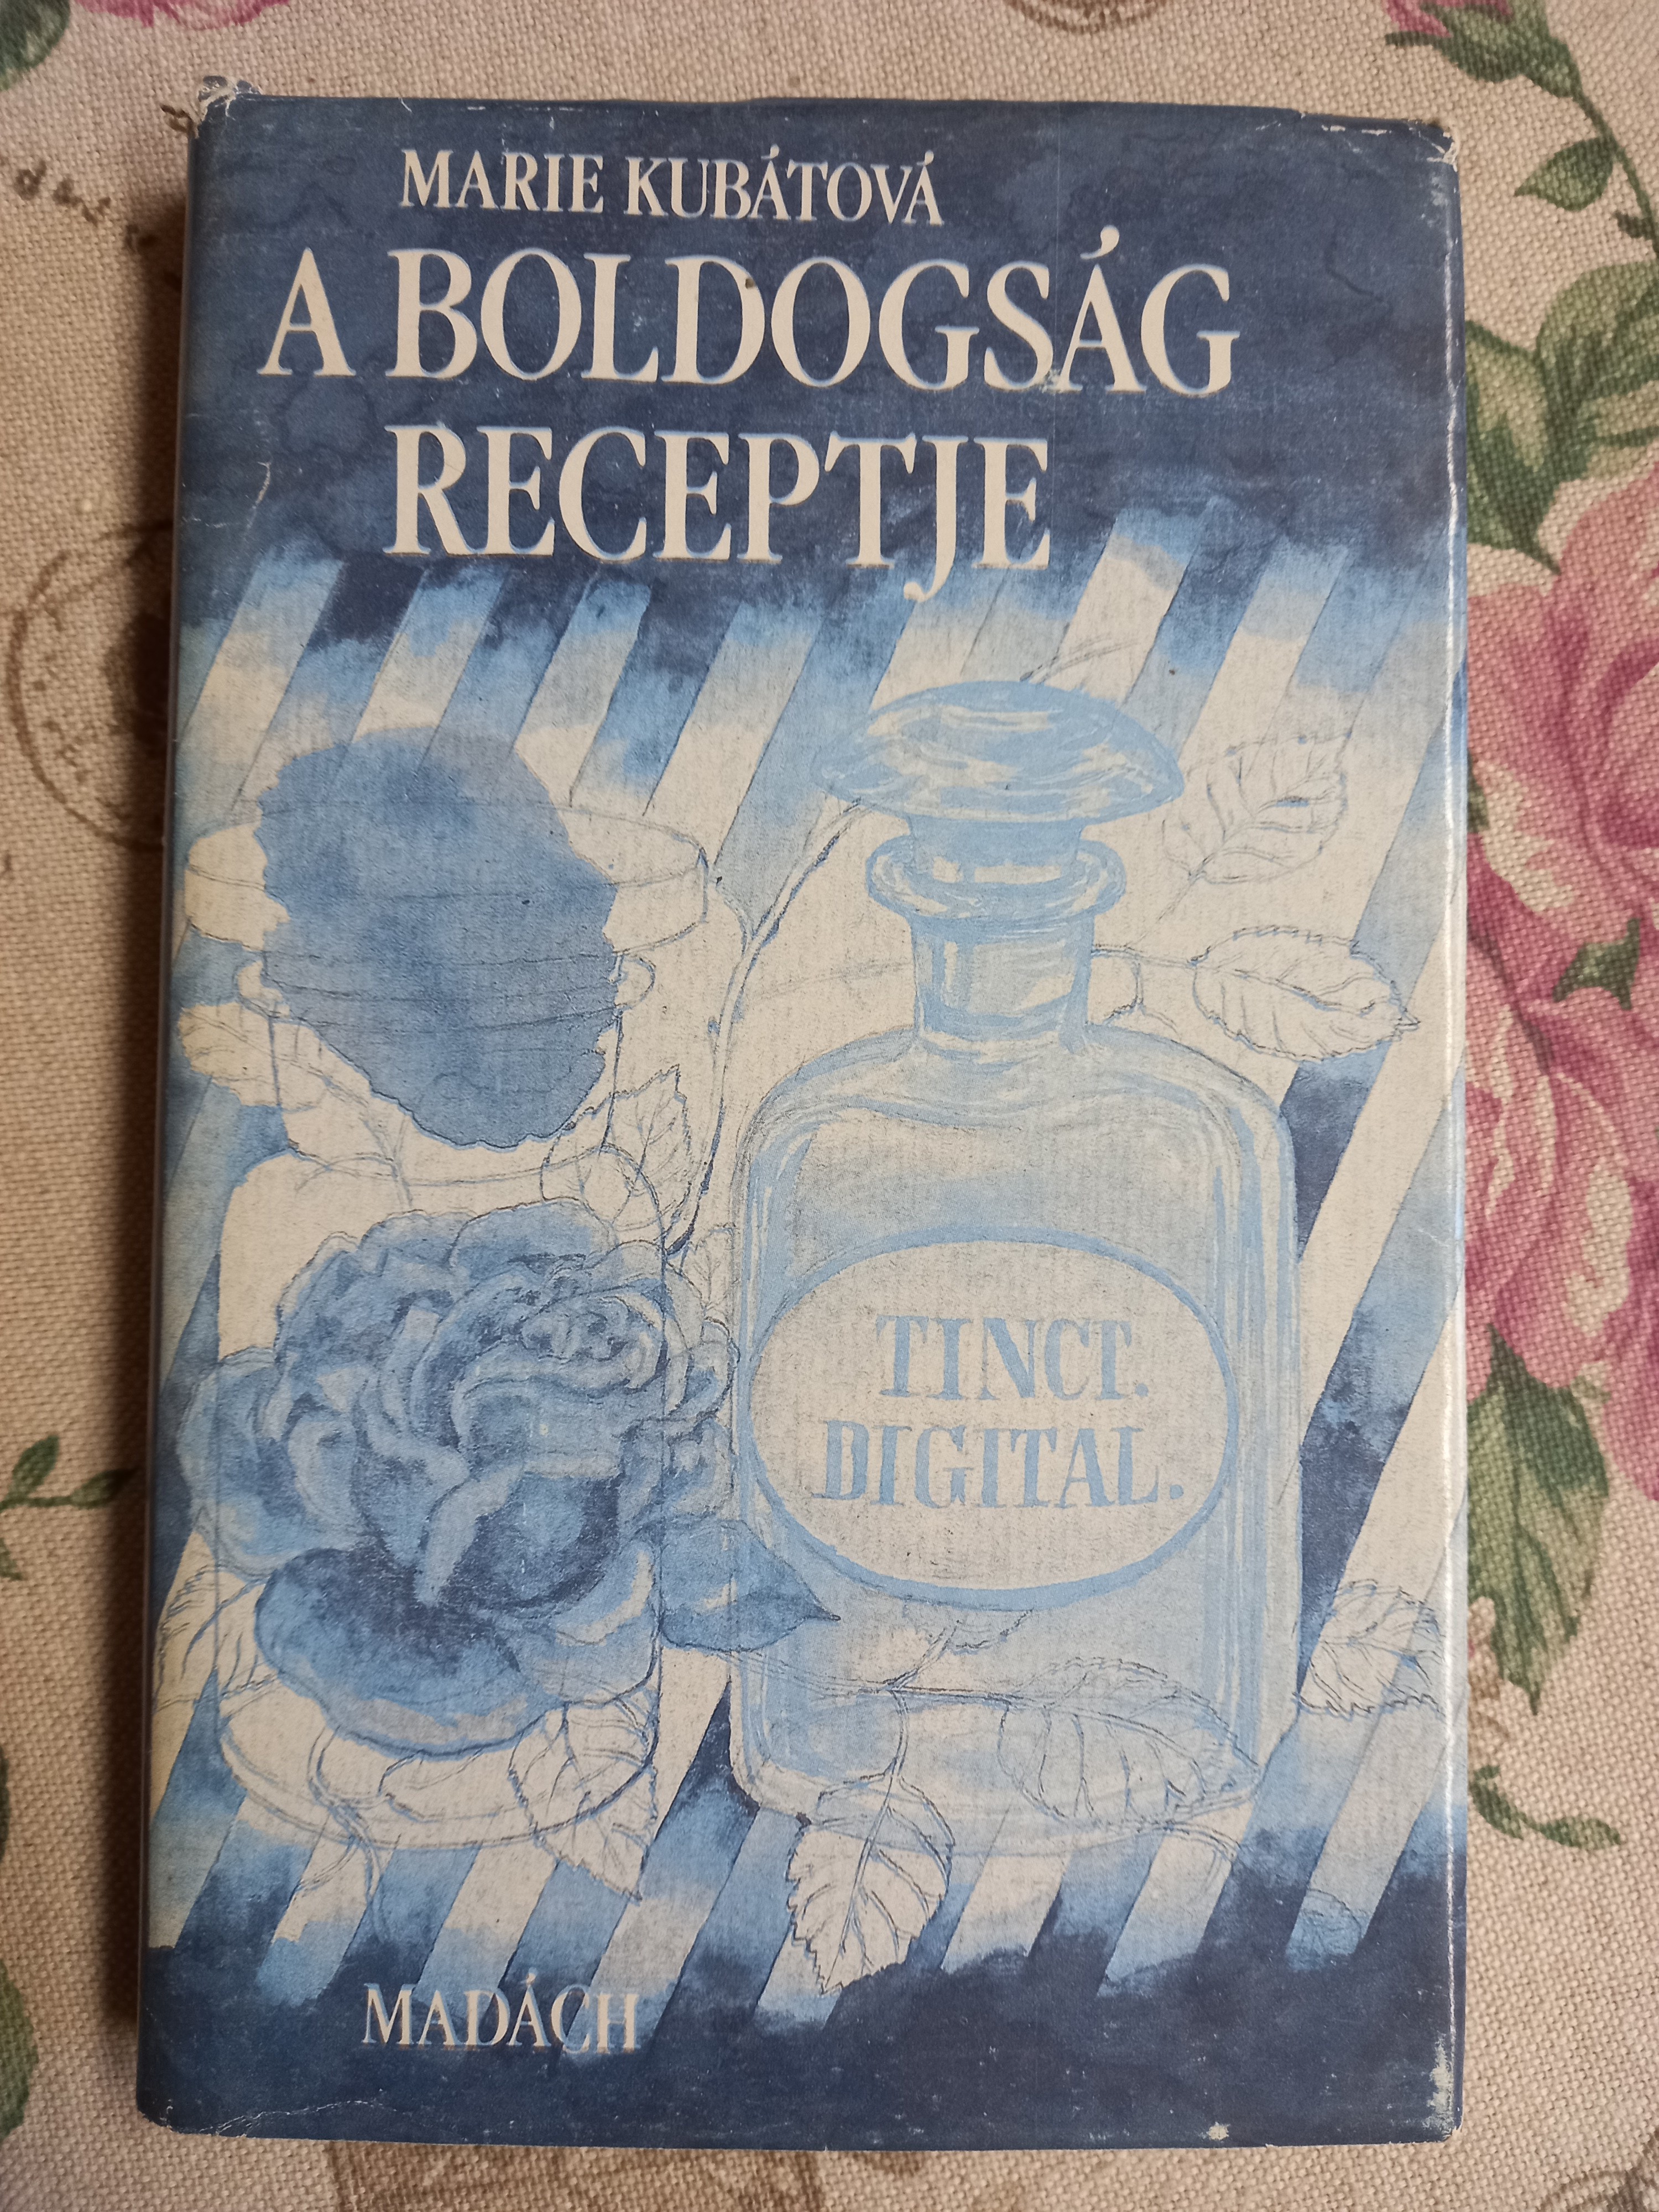 MARIE KUBÁTOVÁ
A BOLDOGSÁG
RECEPTJE
TINCT.
DIGITAL.
MADÁCH